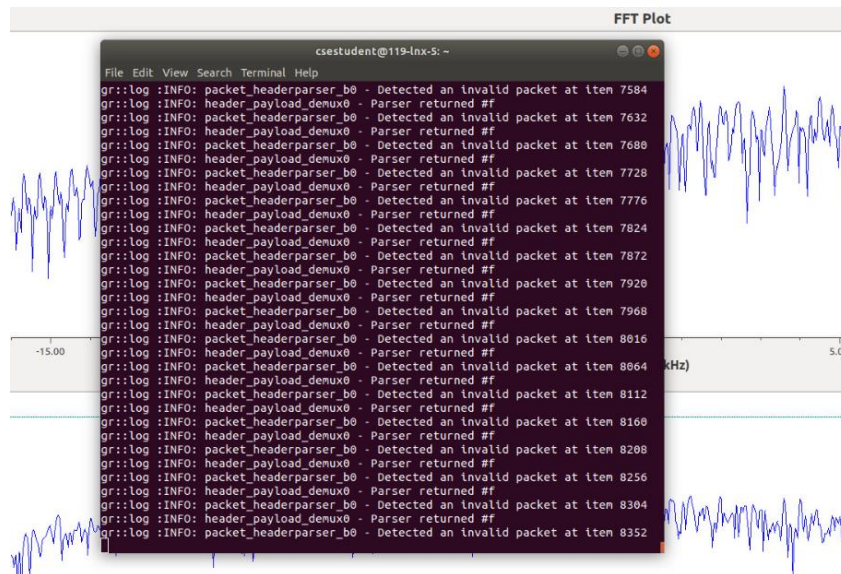 FFT Plot
csestudent@119-lnx-5: ~
File Edit View Search Terminal Help
gr::log :INFO: packet_headerparser_b0 - Detected an invalid packet at item 7584
gr::log :INFO: header_payload_demux0 - Parser returned #f
gr::log :INFO: packet_headerparser_b0 - Detected an invalid packet at item 7632
gr::log :INFO: header_payload_demux0 - Parser returned #f
gr::log :INFO: packet_headerparser_b0 - Detected an invalid packet at item 7680
gr::log :INFO: header_payload_demux0 - Parser returned #f
gr::log :INFO: packet_headerparser_b0 - Detected an invalid packet at item 7728
gr::log :INFO: header_payload_demux0 - Parser returned #f
gr::log :INFO: packet_headerparser_b0 - Detected an invalid packet at item 7776
gr::log :INFO: header_payload_demux0 - Parser returned #f
gr::log :INFO: packet_headerparser_b0 - Detected an invalid packet at item 7824
gr::log :INFO: header_payload_demux0 - Parser returned #f
gr::log :INFO: packet_headerparser_b0 - Detected an invalid packet at item 7872
gr::log :INFO: header_payload_demux0 - Parser returned #f
gr::log :INFO: packet_headerparser_b0 - Detected an invalid packet at item 7920
gr::log :INFO: header_payload_demux0 - Parser returned #f
gr::log :INFO: packet_headerparser_b0 - Detected an invalid packet at item 7968
gr::log :INFO: header_payload_demux0 - Parser returned #f
gr::log :INFO: packet_headerparser_b0 - Detected an invalid packet at item 8016
gr::log :INFO: header_payload_demux0 - Parser returned #f
gr::log :INFO: packet_headerparser_b0 - Detected an invalid packet at item 8064
gr::log :INFO: header_payload_demux0 - Parser returned #f
gr::log :INFO: packet_headerparser_b0 - Detected an invalid packet at item 8112
gr::log :INFO: header_payload_demux0 - Parser returned #f
gr::log :INFO: packet_headerparser_b0 - Detected an invalid packet at item 8160
gr::log :INFO: header_payload_demux0 - Parser returned #f
gr::log :INFO: packet_headerparser_b0 - Detected an invalid packet at item 8208
gr::log :INFO: header_payload_demux0 - Parser returned #f
gr::log :INFO: packet_headerparser_b0 - Detected an invalid packet at item 8256
gr::log :INFO: header_payload_demux0 - Parser returned #f
gr::log :INFO: packet_headerparser_b0 - Detected an invalid packet at item 8304
gr::log :INFO: header_payload_demux0 - Parser returned #f
gr::log :INFO: packet_headerparser_b0 - Detected an invalid packet at item 8352
-15.00
5.0
kHz)